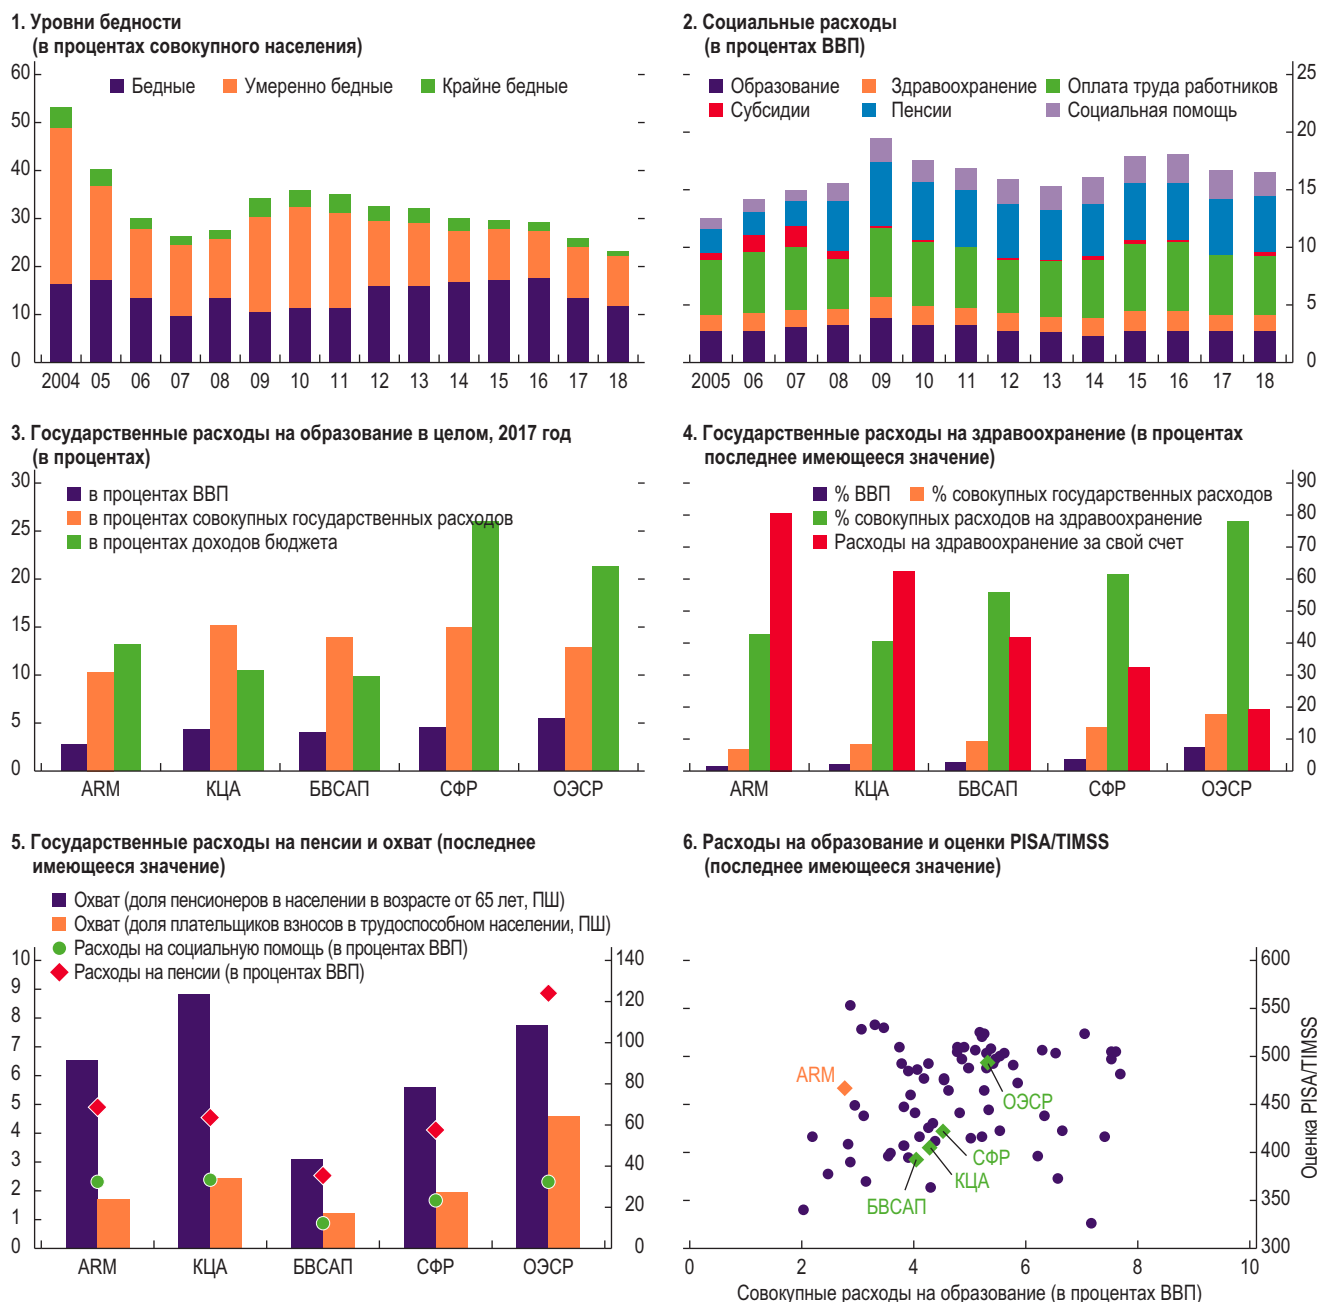 1. Уровни бедности
(в процентах совокупного населения)
60
50
40
30
20
10
0
Бедные Умеренно бедные Крайне бедные
2004 05 06 07 08 09 10 11 12 13 14 15 16 17 18
2. Социальные расходы
(в процентах ВВП)
Образование Здравоохранение Оплата труда работников
Субсидии Пенсии Социальная помощь
25
20
15
10
5
0
2005 06 07 08 09 10 11 12 13 14 15 16 17 18
3. Государственные расходы на образование в целом, 2017 год
(в процентах)
30
25
20
15
10
5
0
в процентах ВВП
в процентах совокупных государственных расходов
в процентах доходов бюджета
ARM КЦА БВСАП СФР ОЭСР
4. Государственные расходы на здравоохранение (в процентах
последнее имеющееся значение)
% ВВП % совокупных государственных расходов
% совокупных расходов на здравоохранение
Расходы на здравоохранение за свой счет
90
80
70
60
50
40
30
20
10
0
ARM КЦА БВСАП СФР ОЭСР
5. Государственные расходы на пенсии и охват (последнее
имеющееся значение)
Охват (доля пенсионеров в населении в возрасте от 65 лет, ПШ)
Охват (доля плательщиков взносов в трудоспособном населении, ПШ)
Расходы на социальную помощь (в процентах ВВП)
Расходы на пенсии (в процентах ВВП)
10
9
8
7
6
5
4
3
2
1
0
140
120
100
80
60
40
20
0
ARM КЦА БВСАП СФР ОЭСР
6. Расходы на образование и оценки PISA/TIMSS
(последнее имеющееся значение)
600
550
500
450
400
350
300
Оценка PISA/TIMSS
ARM
ОЭСР
СФР
КЦА
БВСАП
0 2 4 6 8 10
Совокупные расходы на образование (в процентах ВВП)